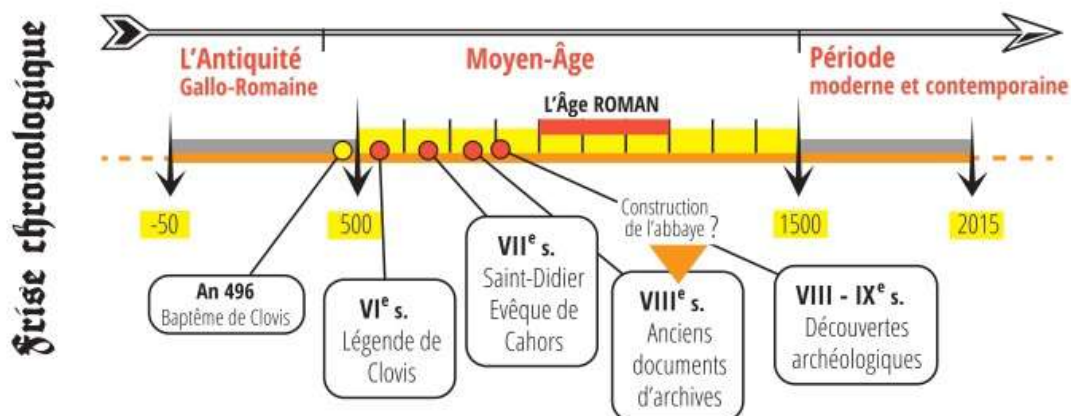 Frise chronologique
L'Antiquité
Gallo-Romaine
Moyen-Âge
Période
moderne et contemporaine
L'Âge ROMAN
-50
500
1500
2015
An 496
Baptême de Clovis
VIe s.
Légende de
Clovis
VIIe s.
Saint-Didier
Evêque de
Cahors
Construction
de l'abbaye ?
VIIIe s.
Anciens
documents
d'archives
VIII - IXe s.
Découvertes
archéologiques